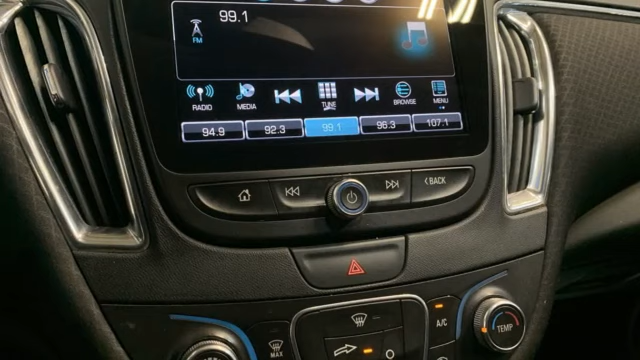 99.1
FM
RADIO MEDIA TUNE BROWSE MENU
94.9 92.3 99.1 96.3 107.1
BACK
MAX
A/C
TEMP